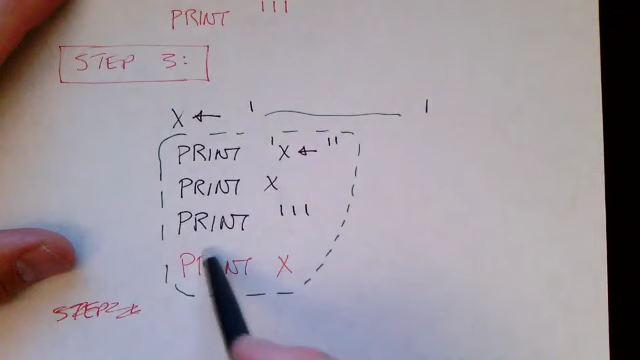 PRINT '''
STEP 3:
X ← ' '
PRINT 'X ← ''
PRINT X
PRINT '''
PRINT X